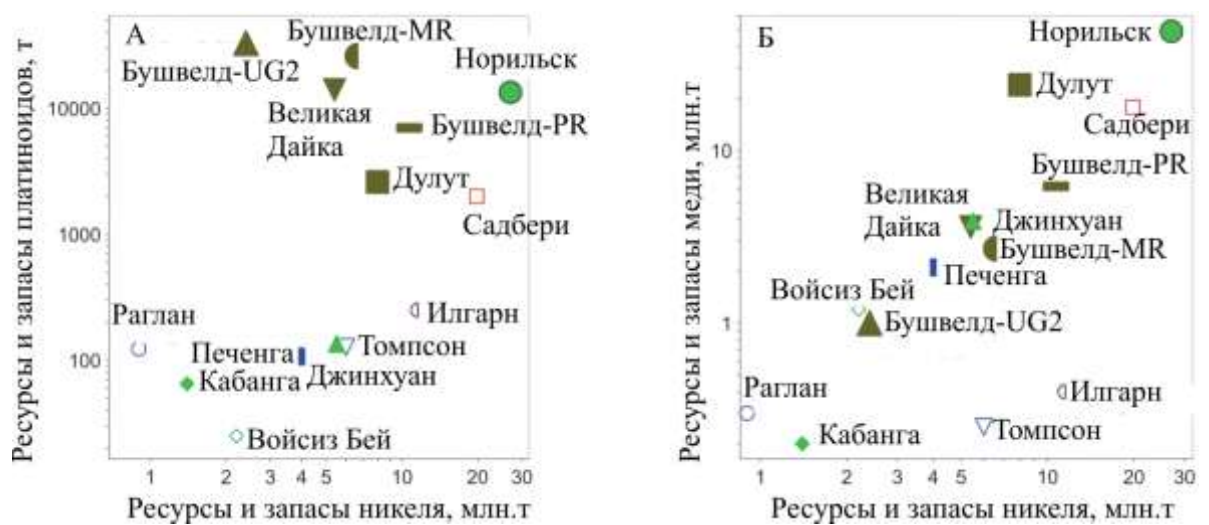 Ресурсы и запасы платиноидов, т
А
Бушвелд-MR
Бушвелд-UG2
Норильск
Великая
Дайка
Бушвелд-PR
Дулут
Садбери
Раглан
Илгарн
Печенга
Томпсон
Кабанга
Джинхуан
Войсиз Бей
10000
1000
100
1 2 3 4 5 10 20 30
Ресурсы и запасы никеля, млн.т
Ресурсы и запасы меди, млн.т
Б
Норильск
Дулут
Садбери
Бушвелд-PR
Великая
Дайка
Джинхуан
Бушвелд-MR
Печенга
Войсиз Бей
Бушвелд-UG2
Раглан
Илгарн
Кабанга
Томпсон
10
1
1 2 3 4 5 10 20 30
Ресурсы и запасы никеля, млн.т